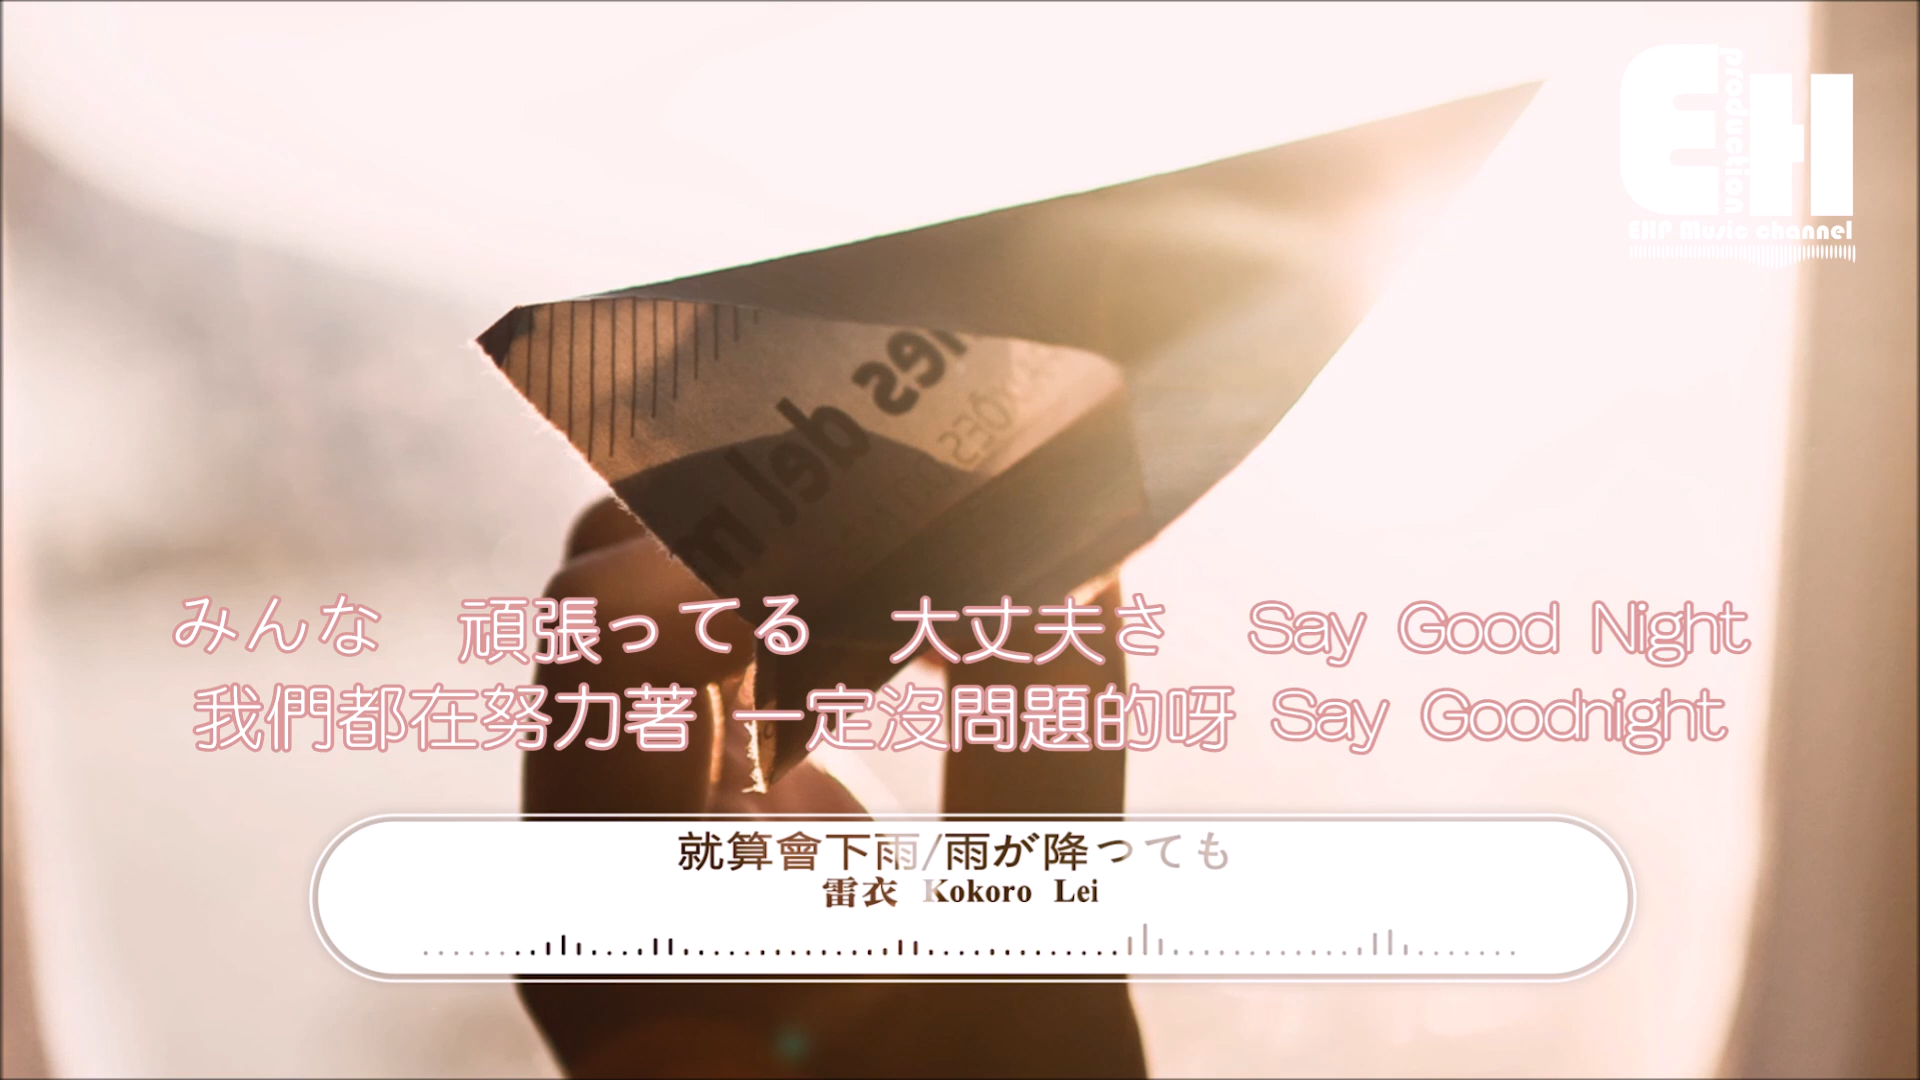 production
EHP Music channel
みんな 頑張ってる 大丈夫さ Say Good Night
我們都在努力著 一定沒問題的呀 Say Goodnight
就算會下雨/雨が降っても
雷衣 Kokoro Lei